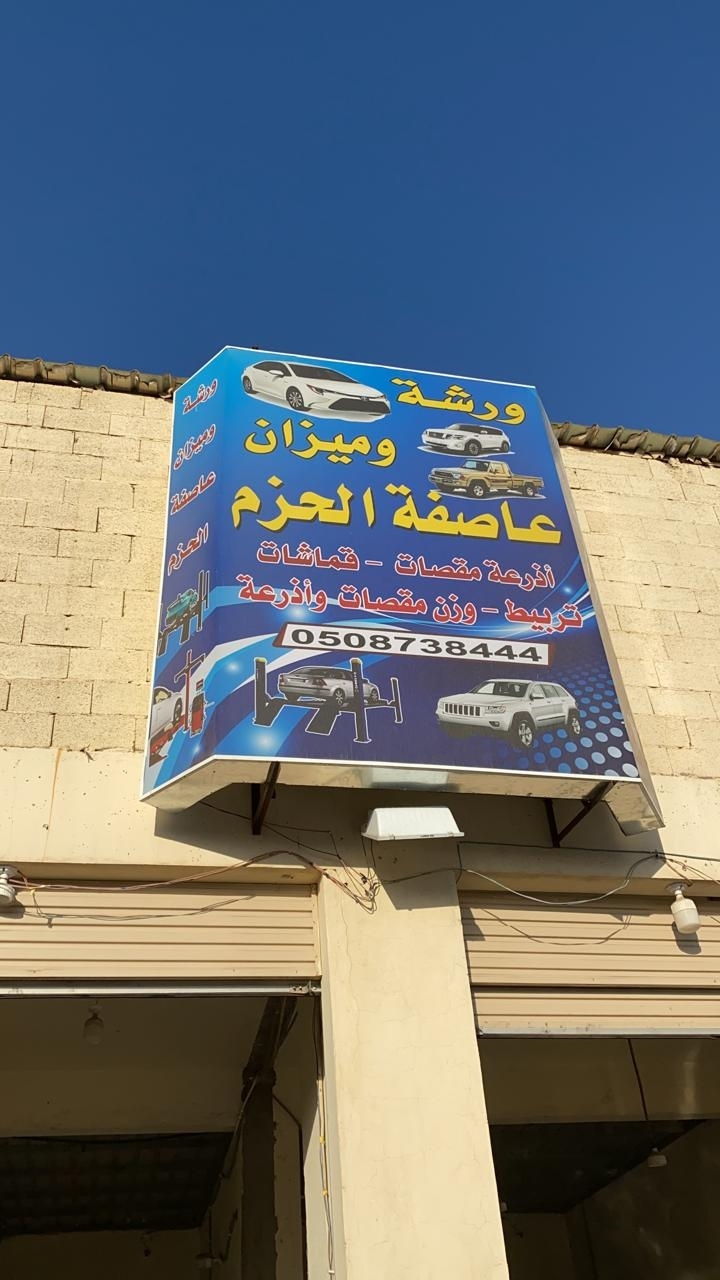 ورشة
وميزان
عاصفة الحزم
أذرعة مقصات - قماشات
تربيط - وزن مقصات وأذرعة
0508738444
ورشة
وميزان
عاصفة
الحزم